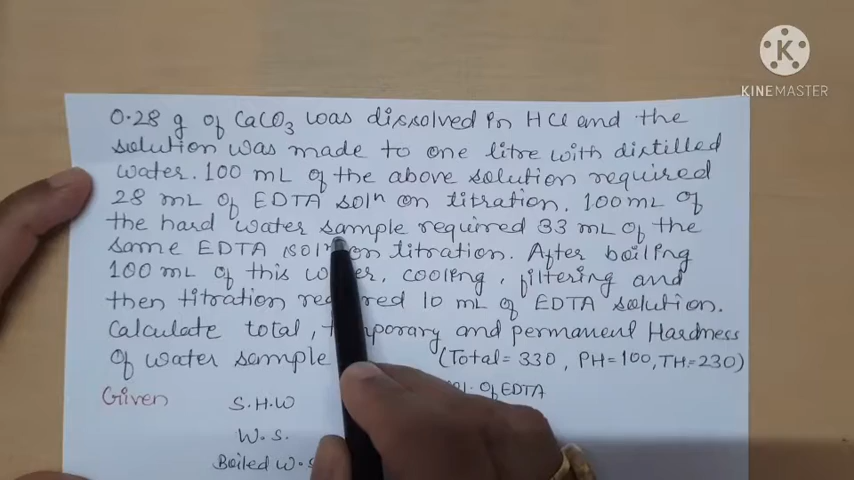 KINEMASTER
0.28 g of CaCO3 was dissolved in HCl and the
solution was made to one litre with distilled
water. 100 mL of the above solution required
28 mL of EDTA soln on titration. 100 mL of
the hard water sample required 33 mL of the
same EDTA on titration. After boiling
100 mL of this cooling, filtering and
then titration 10 mL of EDTA solution.
Calculate total, and permanent Hardness
of water sample (Total = 330, PH = 100, TH = 230)
Given S.H.W of EDTA
W.S.
Boiled W.S